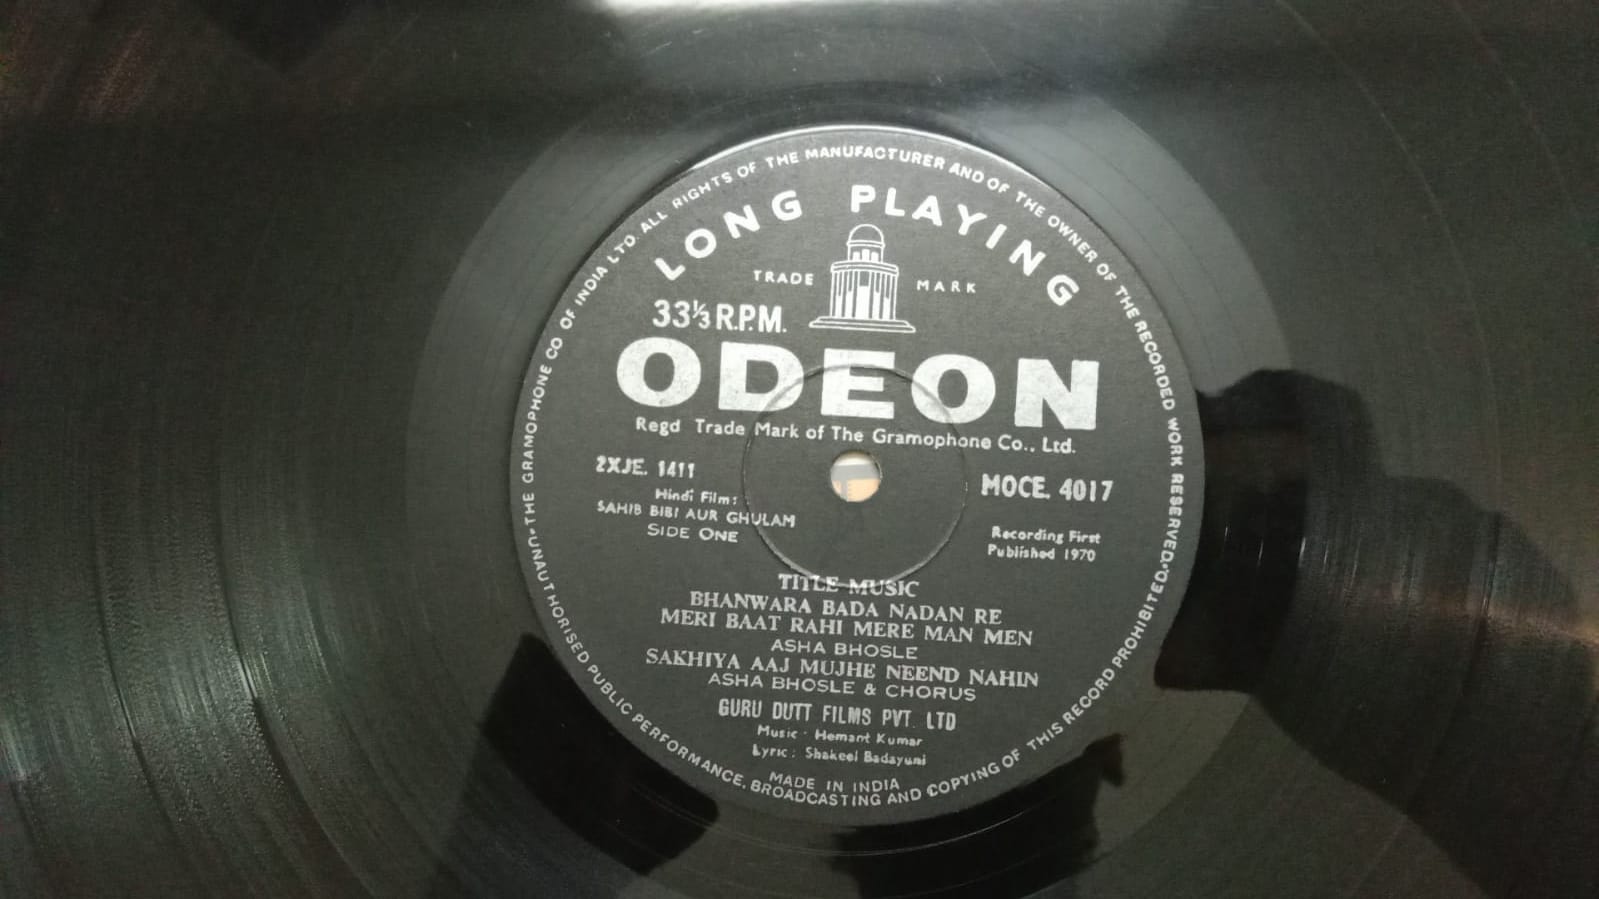 THE GRAMOPHONE CO OF INDIA LTD. ALL RIGHTS OF THE MANUFACTURER AND OF THE OWNER OF THE RECORDED WORK RESERVED. UNAUTHORISED PUBLIC PERFORMANCE, BROADCASTING AND COPYING OF THIS RECORD PROHIBITED.
LONG PLAYING
TRADE MARK
33⅓ R.P.M.
ODEON
Regd Trade Mark of The Gramophone Co., Ltd.
2XJE. 1411
MOCE. 4017
Hindi Film:
SAHIB BIBI AUR GHULAM
SIDE ONE
Recording First
Published 1970
TITLE MUSIC
BHANWARA BADA NADAN RE
MERI BAAT RAHI MERE MAN MEN
ASHA BHOSLE
SAKHIYA AAJ MUJHE NEEND NAHIN
ASHA BHOSLE & CHORUS
GURU DUTT FILMS PVT. LTD
Music : Hemant Kumar
Lyric : Shakeel Badayuni
MADE IN INDIA